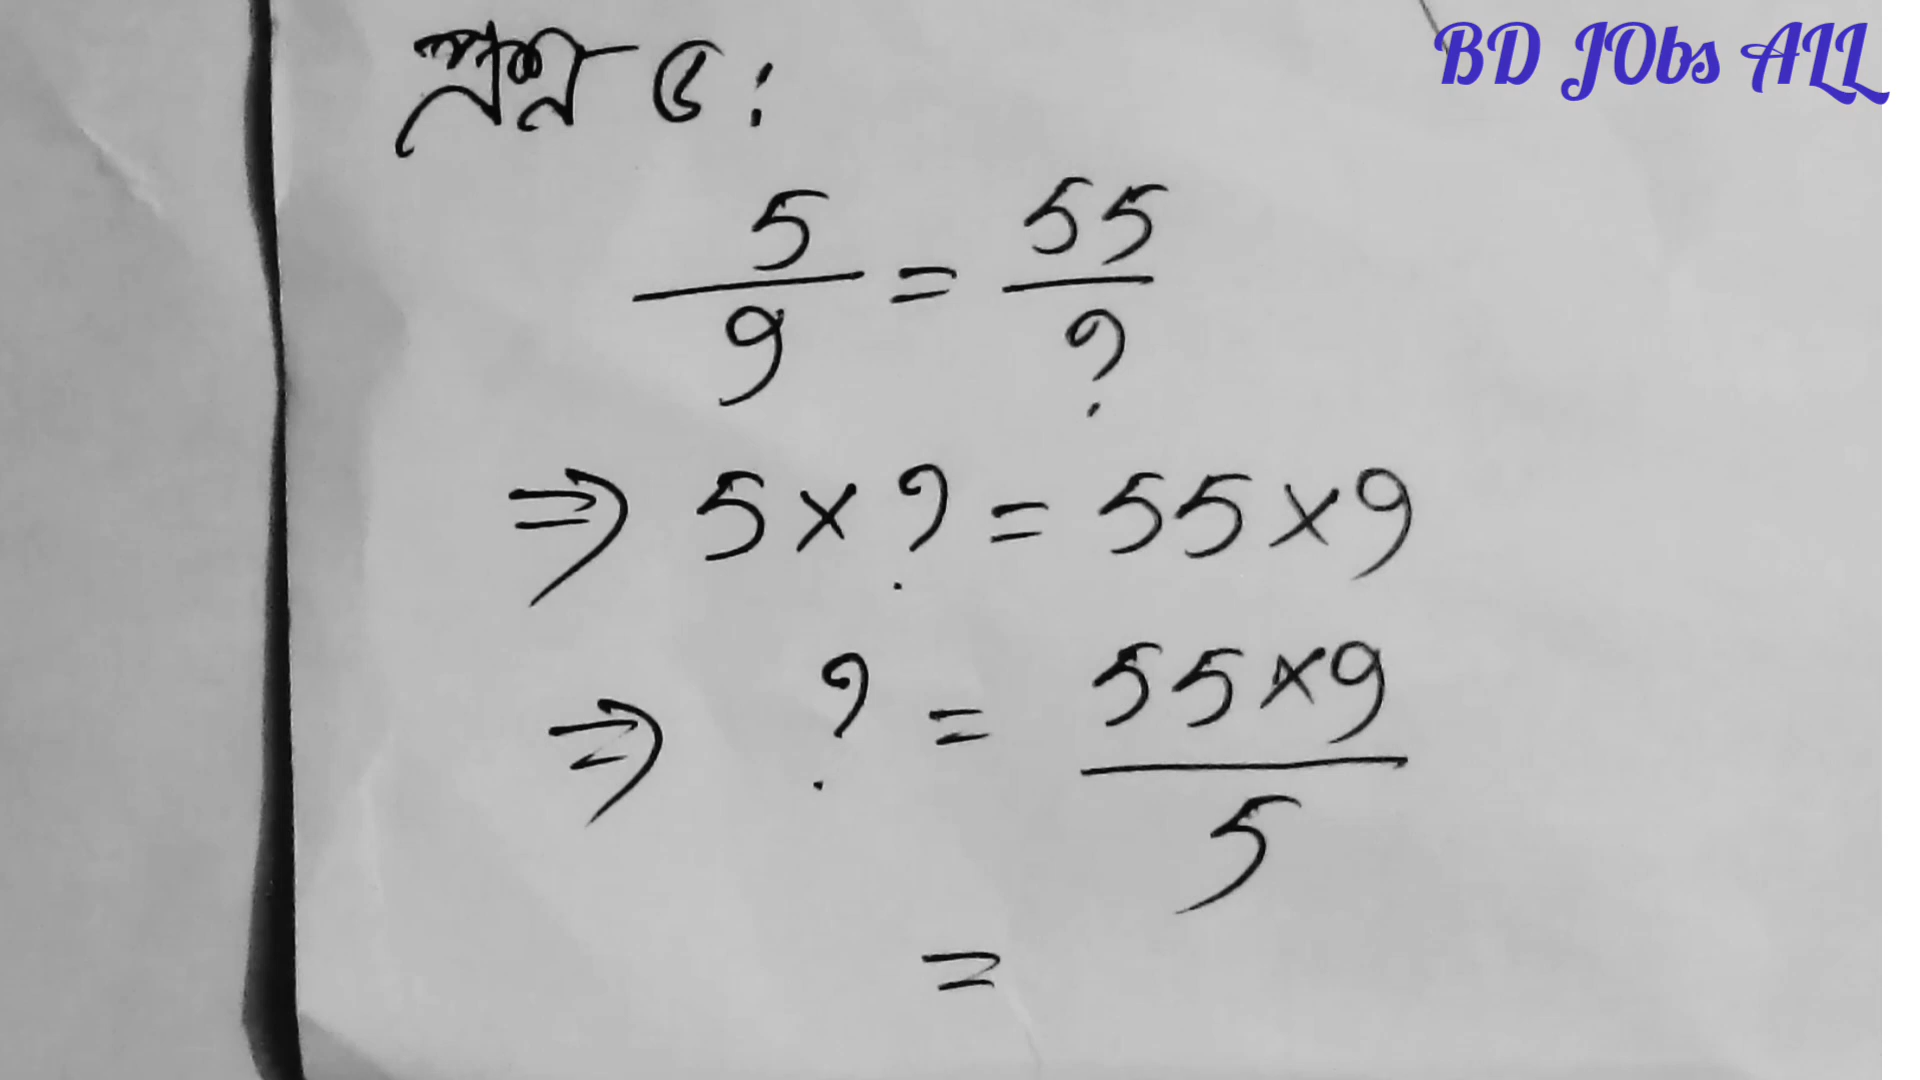 BD JObs ALL
প্রশ্ন ৫:
5/9 = 55/?
⇒ 5 × ? = 55 × 9
⇒ ? = 55 × 9 / 5
=